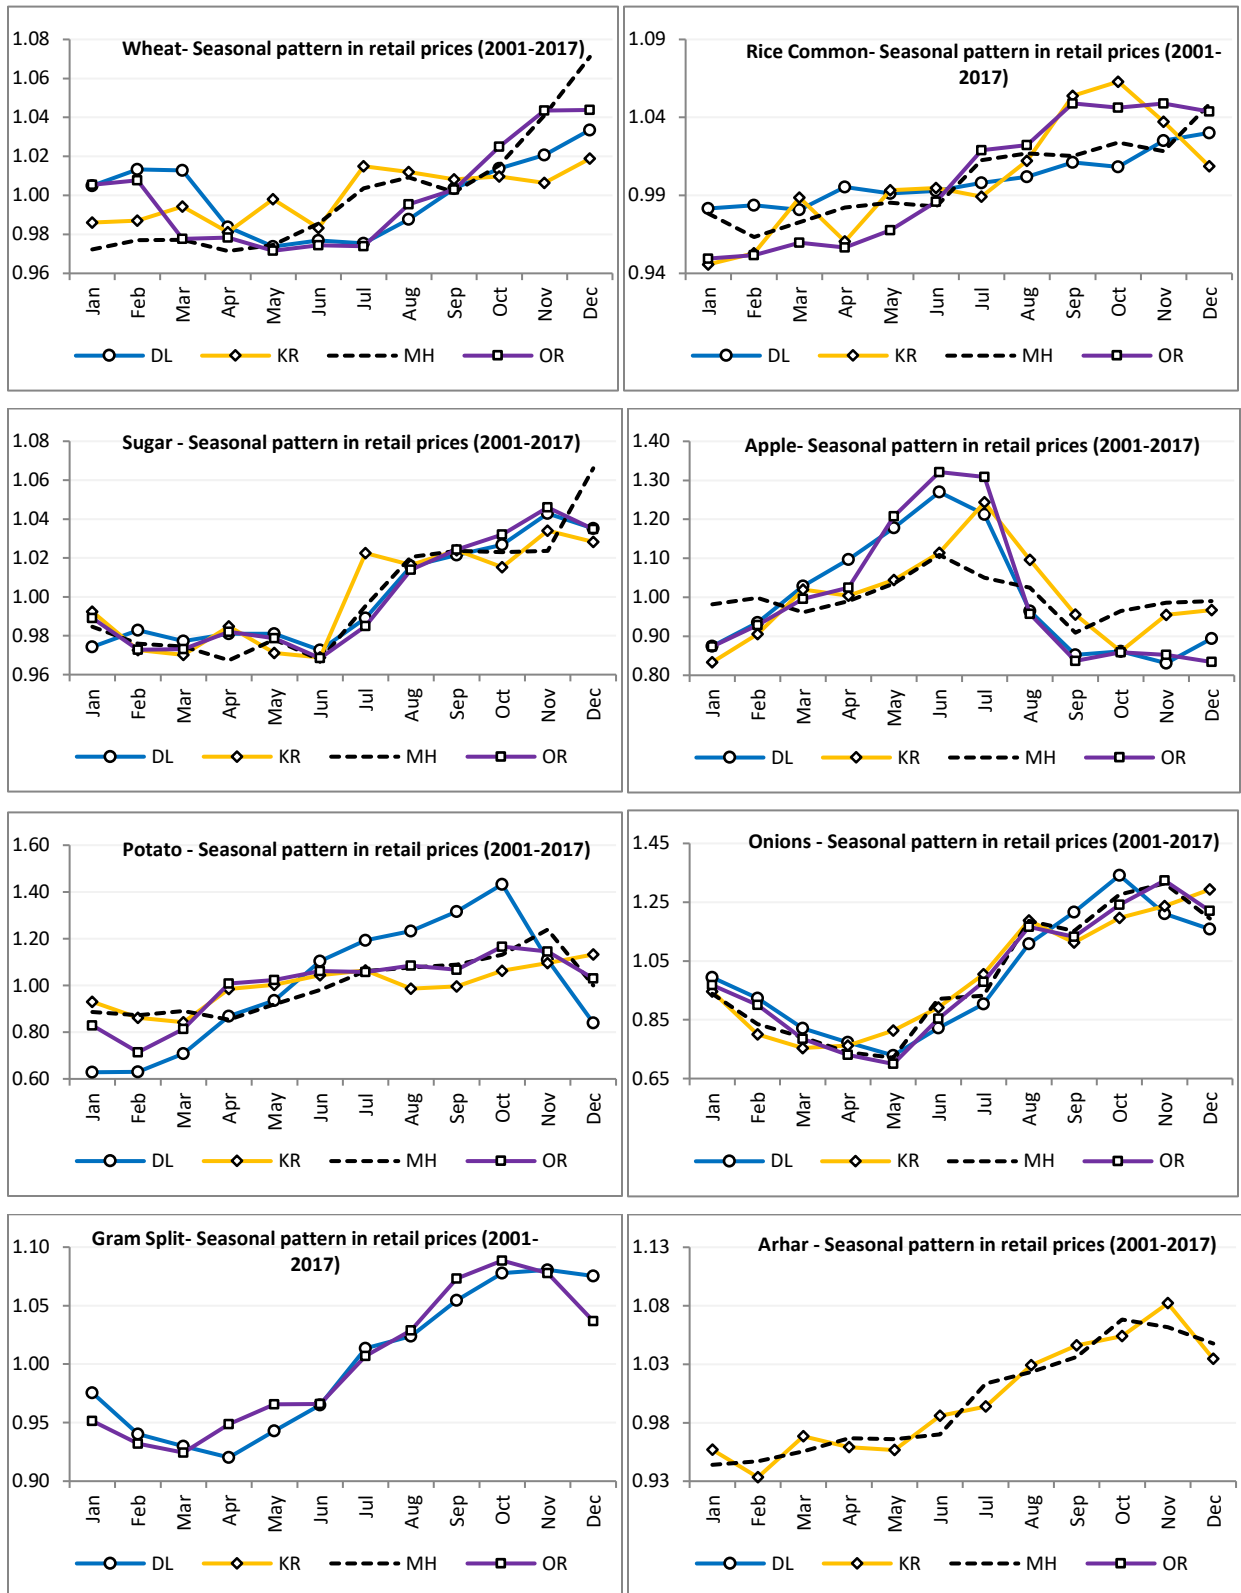 Wheat- Seasonal pattern in retail prices (2001-2017)
1.08
1.06
1.04
1.02
1.00
0.98
0.96
Jan Feb Mar Apr May Jun Jul Aug Sep Oct Nov Dec
DL KR MH OR
Rice Common- Seasonal pattern in retail prices (2001-
2017)
1.09
1.04
0.99
0.94
Jan Feb Mar Apr May Jun Jul Aug Sep Oct Nov Dec
DL KR MH OR
Sugar - Seasonal pattern in retail prices (2001-2017)
1.08
1.06
1.04
1.02
1.00
0.98
0.96
Jan Feb Mar Apr May Jun Jul Aug Sep Oct Nov Dec
DL KR MH OR
Apple- Seasonal pattern in retail prices (2001-2017)
1.40
1.30
1.20
1.10
1.00
0.90
0.80
Jan Feb Mar Apr May Jun Jul Aug Sep Oct Nov Dec
DL KR MH OR
Potato - Seasonal pattern in retail prices (2001-2017)
1.60
1.40
1.20
1.00
0.80
0.60
Jan Feb Mar Apr May Jun Jul Aug Sep Oct Nov Dec
DL KR MH OR
Onions - Seasonal pattern in retail prices (2001-2017)
1.45
1.25
1.05
0.85
0.65
Jan Feb Mar Apr May Jun Jul Aug Sep Oct Nov Dec
DL KR MH OR
Gram Split- Seasonal pattern in retail prices (2001-
2017)
1.10
1.05
1.00
0.95
0.90
Jan Feb Mar Apr May Jun Jul Aug Sep Oct Nov Dec
DL KR MH OR
Arhar - Seasonal pattern in retail prices (2001-2017)
1.13
1.08
1.03
0.98
0.93
Jan Feb Mar Apr May Jun Jul Aug Sep Oct Nov Dec
DL KR MH OR